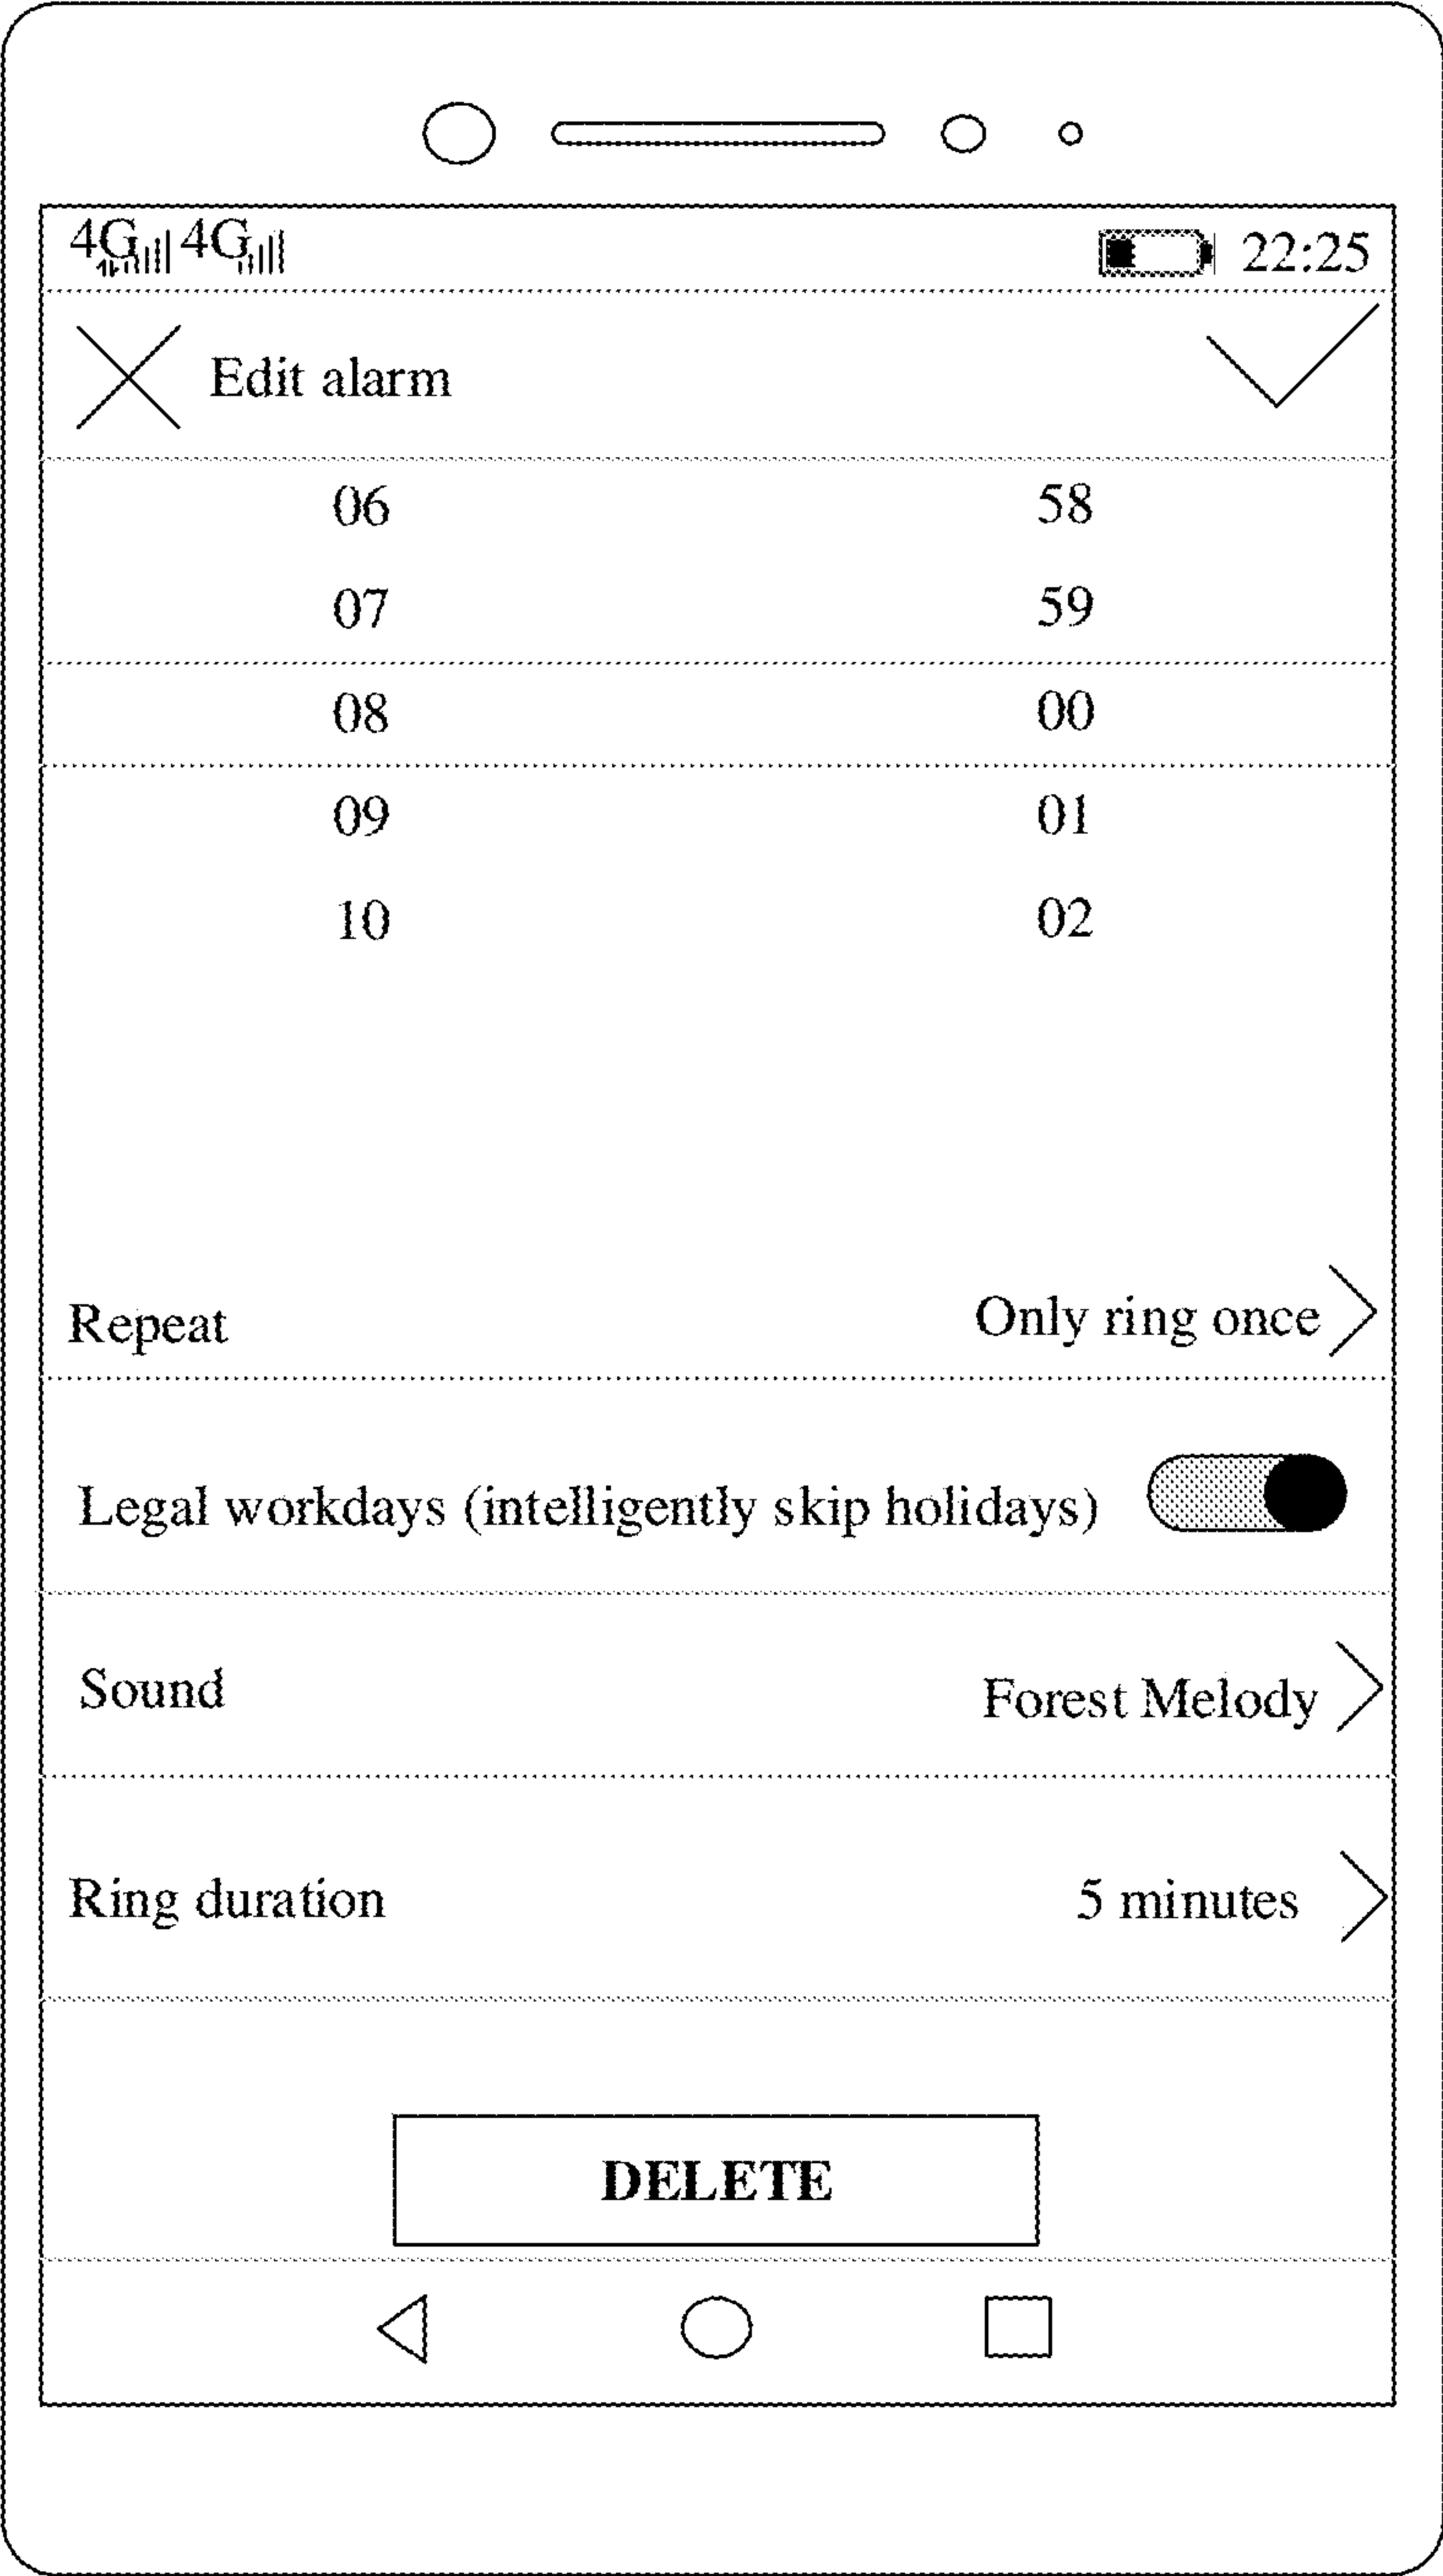 4G 4G 22:25
Edit alarm
06 58
07 59
08 00
09 01
10 02
Repeat Only ring once
Legal workdays (intelligently skip holidays)
Sound Forest Melody
Ring duration 5 minutes
DELETE